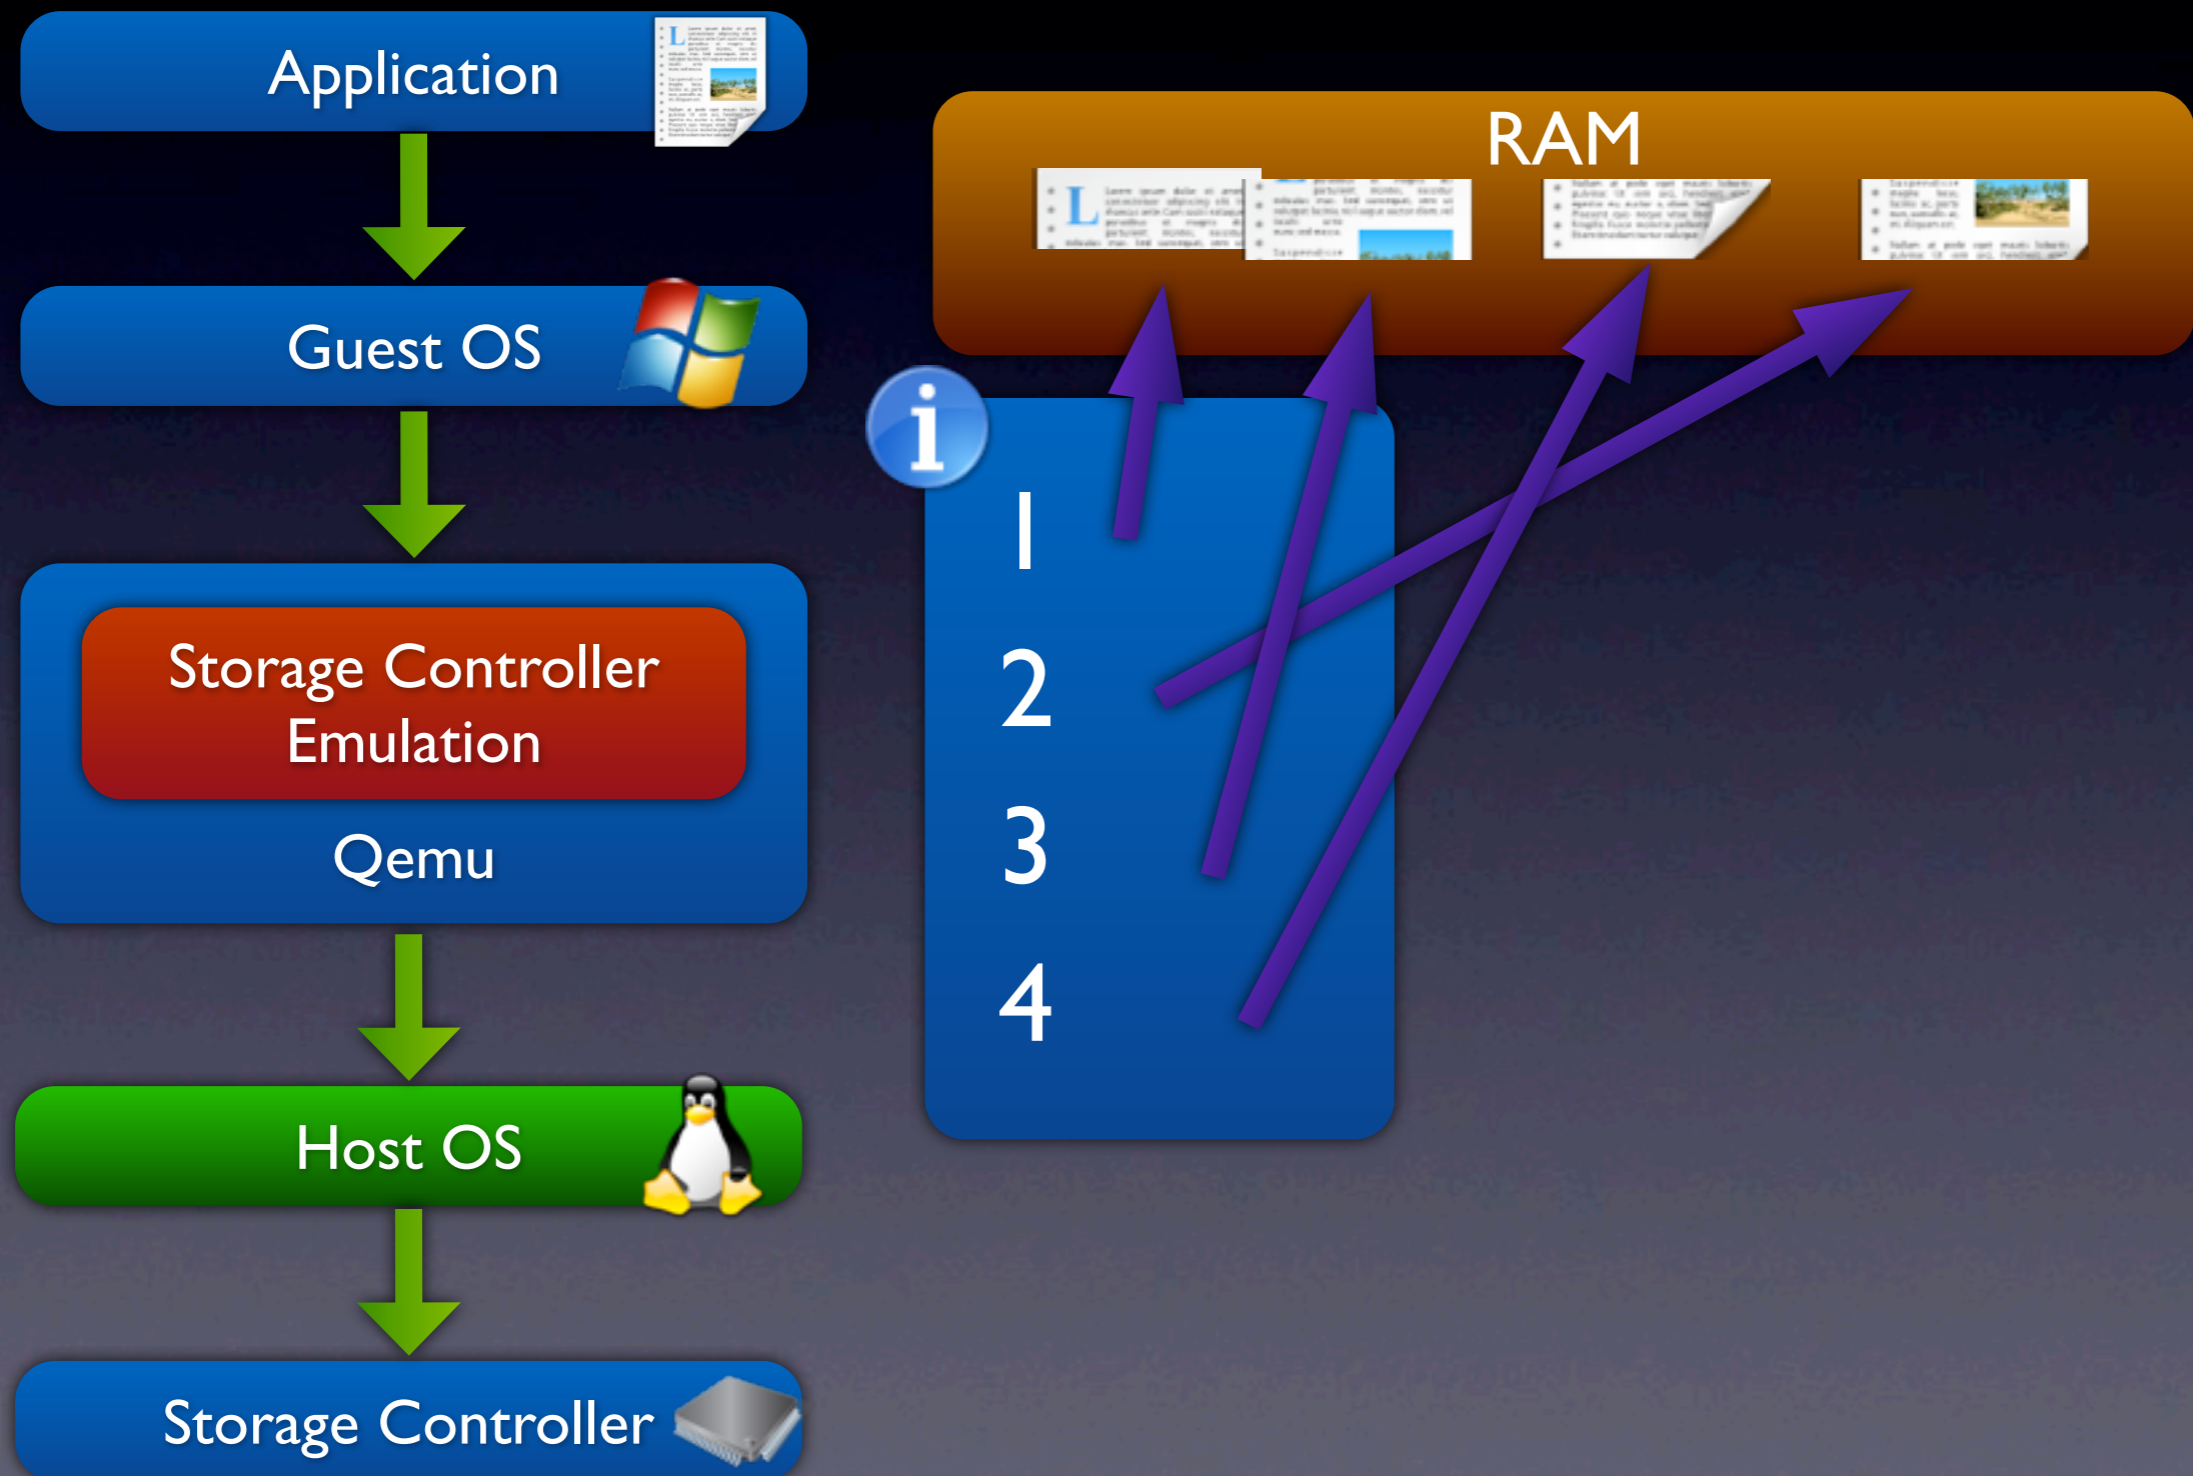 Application
Guest OS
Storage Controller
Emulation
Qemu
Host OS
Storage Controller
RAM
i
1
2
3
4